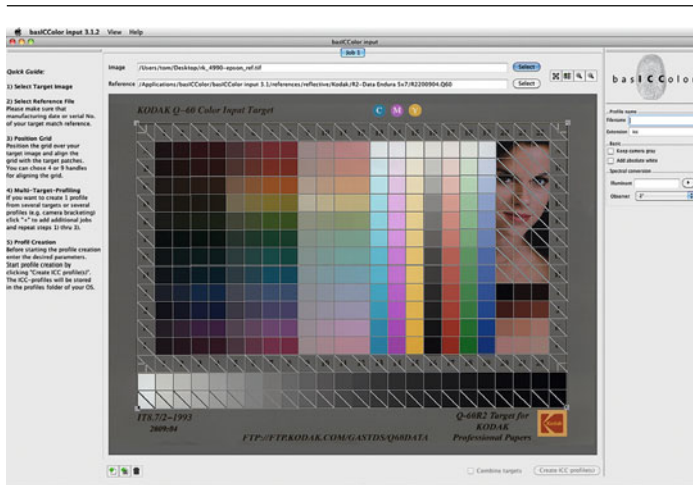 basICCColor input 3.1.2 View Help
basICCColor input
Job 1
Quick Guide:
1) Select Target Image
2) Select Reference File
Please make sure that
manufacturing date or serial No.
of your target match reference.
3) Position Grid
Position the grid over your
target image and align the
grid with the target patches.
You can chose 4 or 9 handles
for aligning the grid.
4) Multi-Target-Profiling
If you want to create 1 profile
from several targets or several
profiles (e.g. camera bracketing)
click "+" to add additional jobs
and repeat steps 1) thru 3).
5) Profil Creation
Before starting the profile creation
enter the desired parameters.
Start profile creation by
clicking "Create ICC profile(s)".
The ICC-profiles will be stored
in the profiles folder of your OS.
Image /Users/tom/Desktop/rk_4990-epson_ref.tif Select
Reference /Applications/basICCColor/basICCColor input 3.1/references/reflective/Kodak/R2-Data Endura 5x7/R2200904.Q60 Select
KODAK Q-60 Color Input Target
C M Y
IT8.7/2-1993
2009:04
FTP://FTP.KODAK.COM/GASTDS/Q60DATA
Q-60R2 Target for
KODAK
Professional Papers
Kodak
Combine targets Create ICC profile(s)
basICCColo
Profile name
Filename
Extension icc
Basic
Keep camera gray
Add absolute white
Spectral conversion
Illuminant
Observer 2°